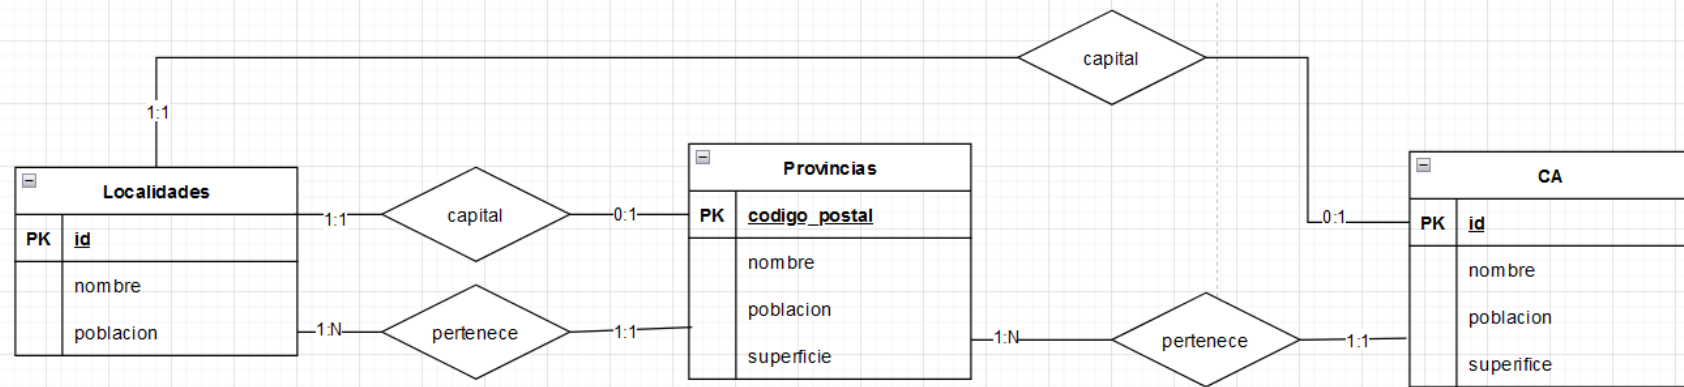 capital
1:1
Localidades
PK id
nombre
poblacion
1:1
capital
0:1
1:N
pertenece
1:1
Provincias
PK codigo_postal
nombre
poblacion
superficie
1:N
pertenece
1:1
0:1
CA
PK id
nombre
poblacion
superifice